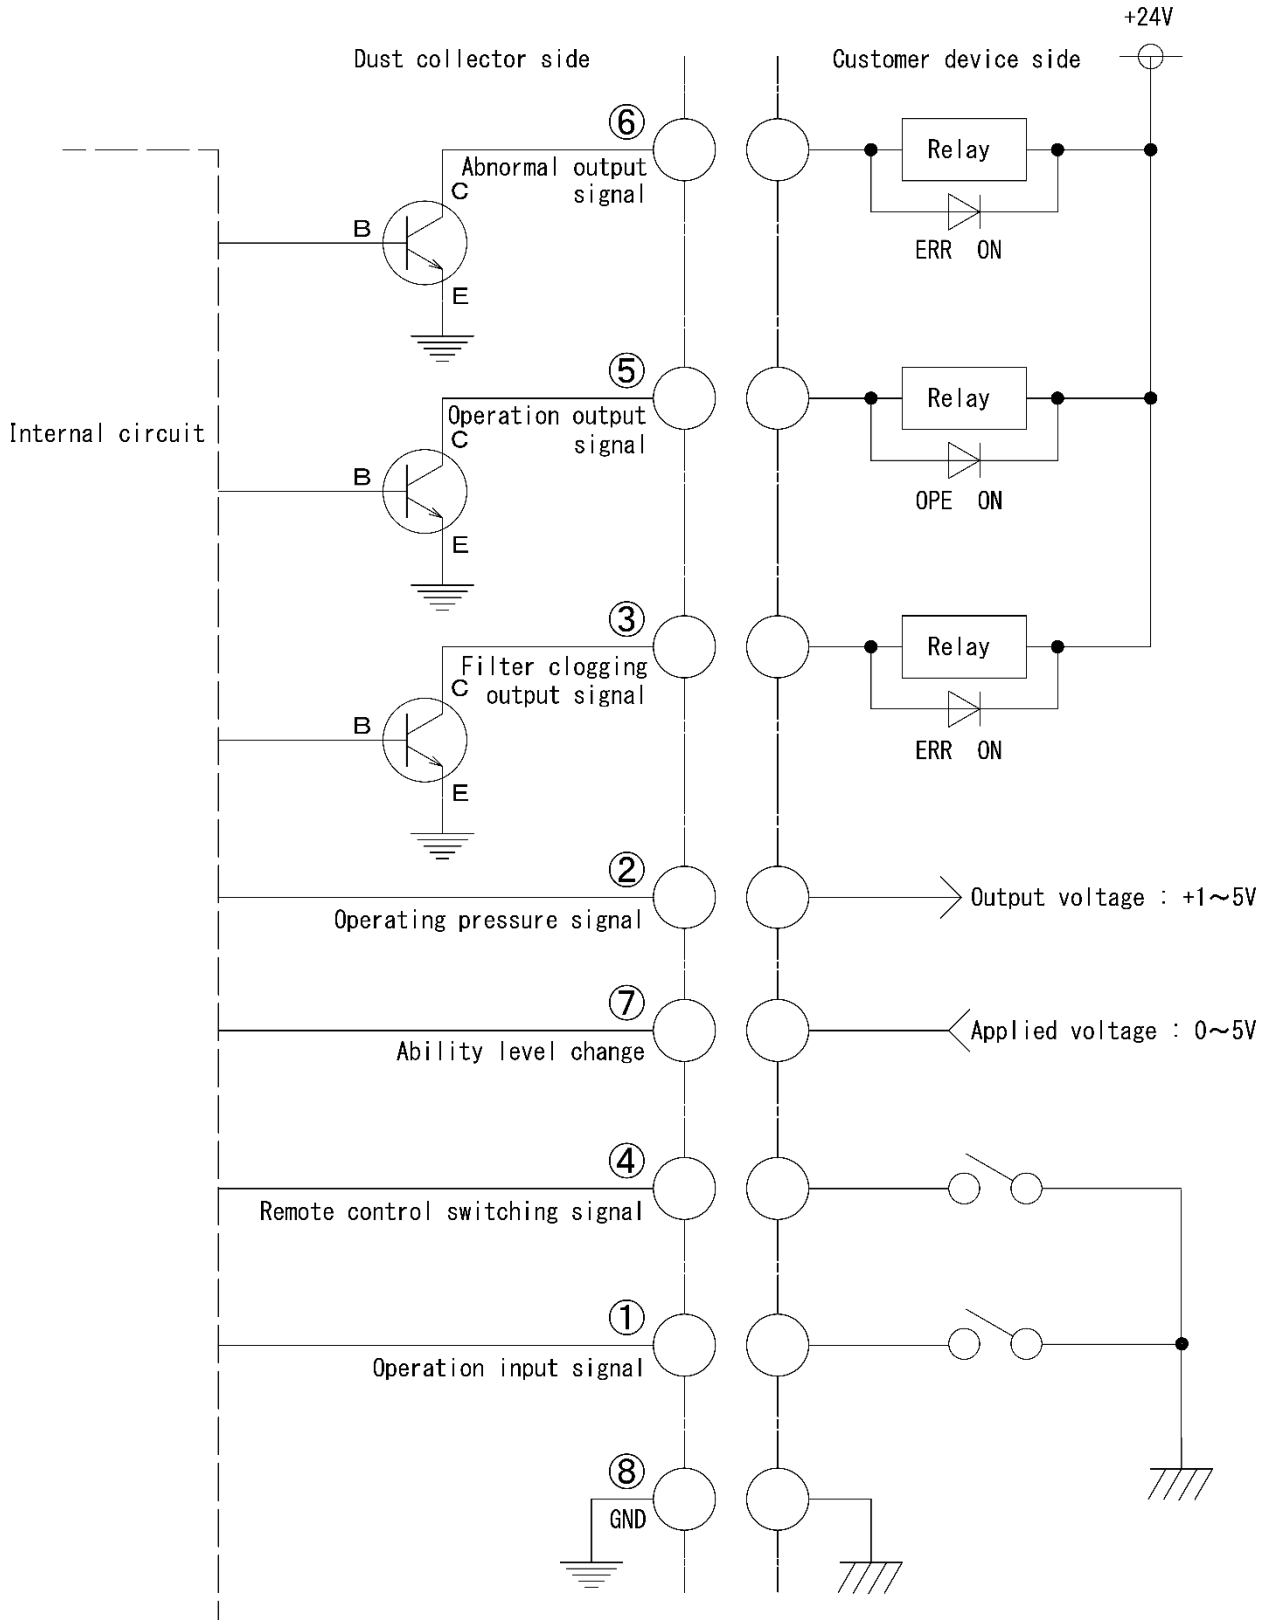 +24V
Dust collector side
Customer device side
⑥
Abnormal output
signal
C
B
E
Relay
ERR ON
⑤
Operation output
signal
C
B
E
Relay
OPE ON
Internal circuit
③
Filter clogging
output signal
C
B
E
Relay
ERR ON
②
Operating pressure signal
Output voltage : +1～5V
⑦
Ability level change
Applied voltage : 0～5V
④
Remote control switching signal
①
Operation input signal
⑧
GND